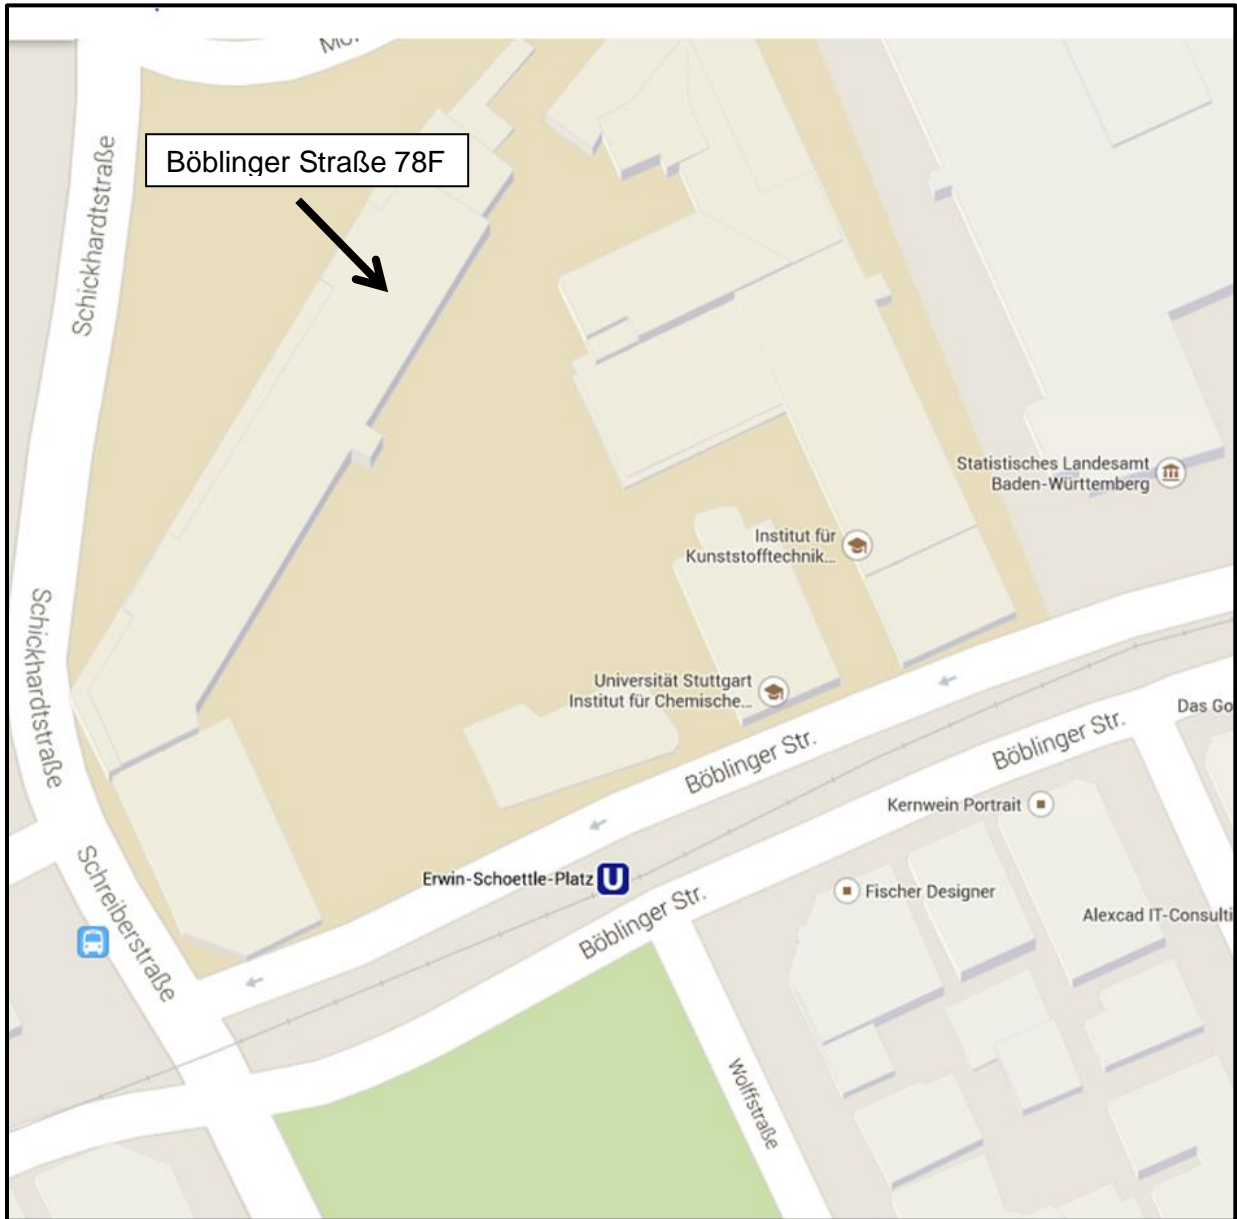 Böblinger Straße 78F
Schickhardtstraße
Statistisches Landesamt
Baden-Württemberg
Institut für
Kunststofftechnik...
Schickhardtstraße
Universität Stuttgart
Institut für Chemische...
Das Go
Böblinger Str.
Böblinger Str.
Kernwein Portrait
Erwin-Schoettle-Platz U
Fischer Designer
Böblinger Str.
Alexcad IT-Consulti
Schreiberstraße
Wolffstraße